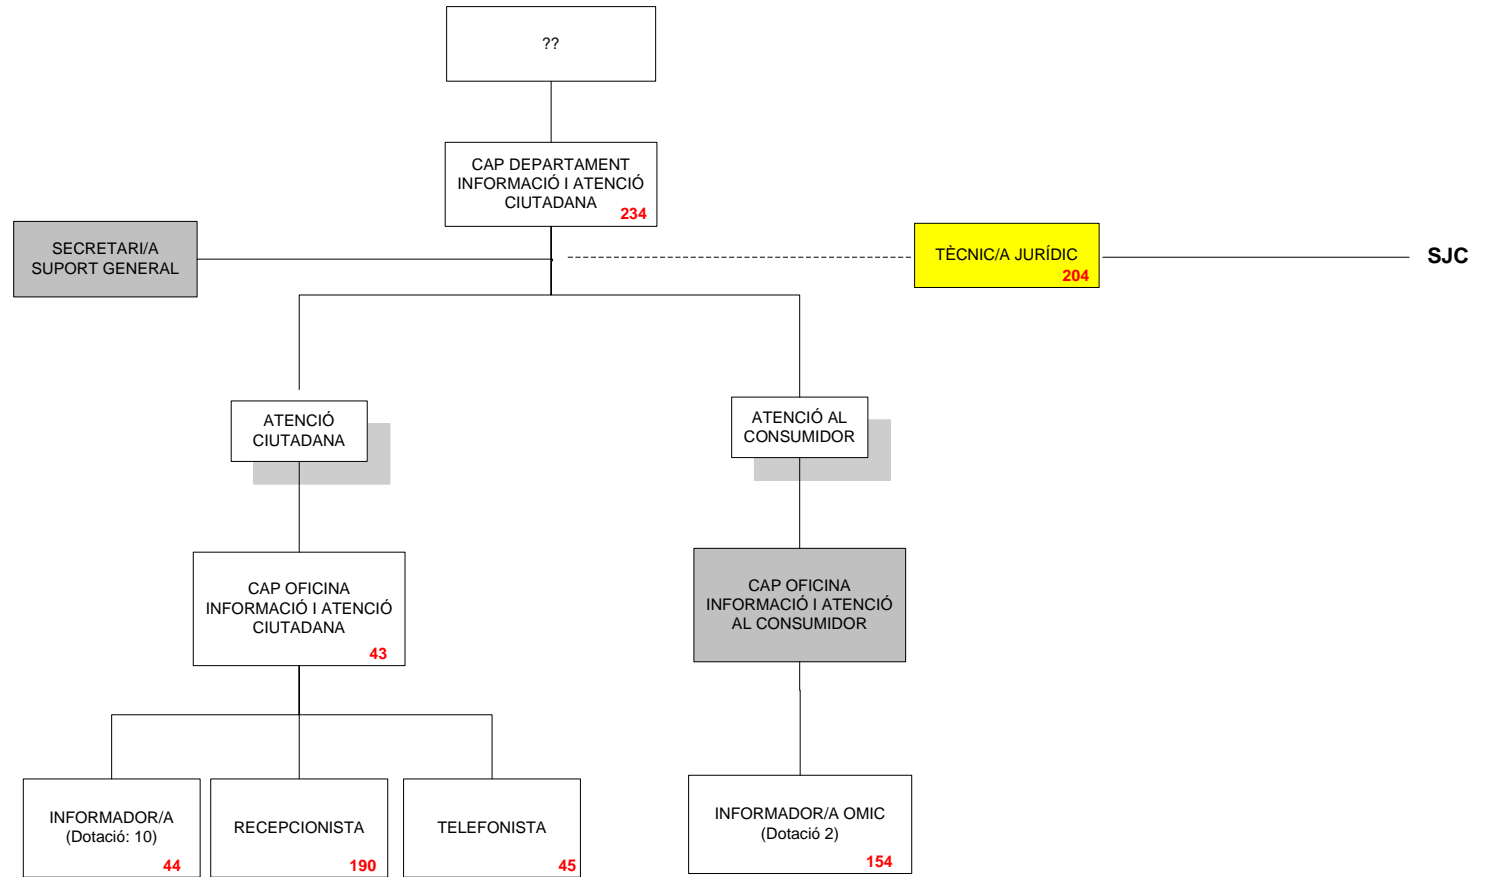 ??
CAP DEPARTAMENT
INFORMACIÓ I ATENCIÓ
CIUTADANA
234
SECRETARI/A
SUPORT GENERAL
TÈCNIC/A JURÍDIC
204
SJC
ATENCIÓ
CIUTADANA
ATENCIÓ AL
CONSUMIDOR
CAP OFICINA
INFORMACIÓ I ATENCIÓ
CIUTADANA
43
CAP OFICINA
INFORMACIÓ I ATENCIÓ
AL CONSUMIDOR
INFORMADOR/A
(Dotació: 10)
44
RECEPCIONISTA
190
TELEFONISTA
45
INFORMADOR/A OMIC
(Dotació 2)
154